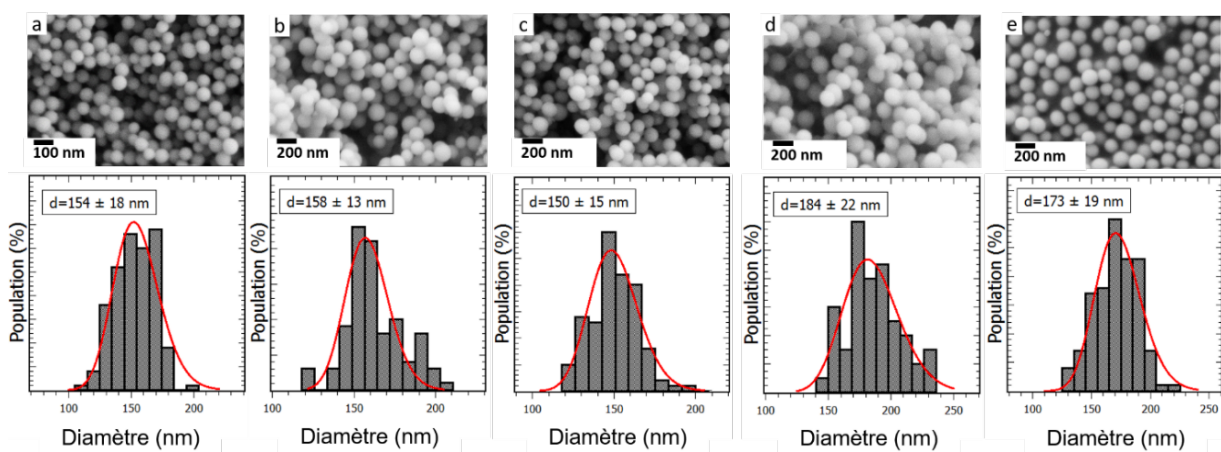 a
b
c
d
e
100 nm
200 nm
200 nm
200 nm
200 nm
d=154 ± 18 nm
d=158 ± 13 nm
d=150 ± 15 nm
d=184 ± 22 nm
d=173 ± 19 nm
Population (%)
Population (%)
Population (%)
Population (%)
Population (%)
100 150 200
100 150 200
100 150 200
100 150 200 250
100 150 200 250
Diamètre (nm)
Diamètre (nm)
Diamètre (nm)
Diamètre (nm)
Diamètre (nm)